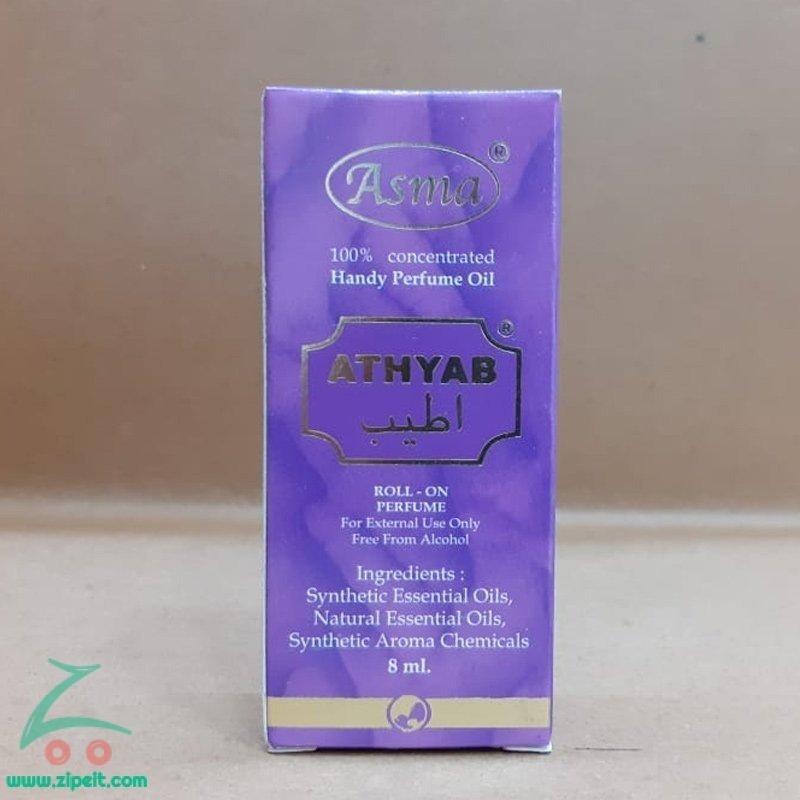 Asma ®
100% concentrated
Handy Perfume Oil
®
ATHYAB
اطيب
ROLL - ON
PERFUME
For External Use Only
Free From Alcohol
Ingredients :
Synthetic Essential Oils,
Natural Essential Oils,
Synthetic Aroma Chemicals
8 ml.
www.zipeit.com